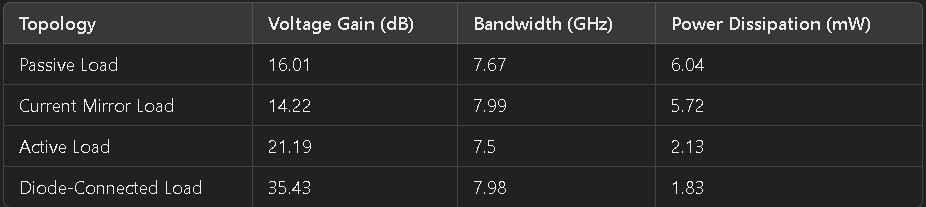 Topology Voltage Gain (dB) Bandwidth (GHz) Power Dissipation (mW)
Passive Load 16.01 7.67 6.04
Current Mirror Load 14.22 7.99 5.72
Active Load 21.19 7.5 2.13
Diode-Connected Load 35.43 7.98 1.83